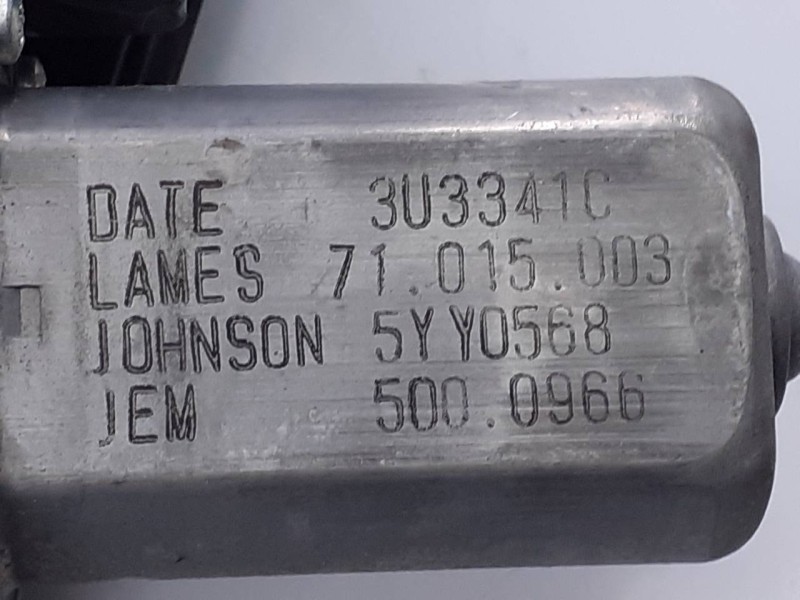 DATE 3U3341C
LAMES 71.015.003
JOHNSON 5YY0568
JEM 500.0966